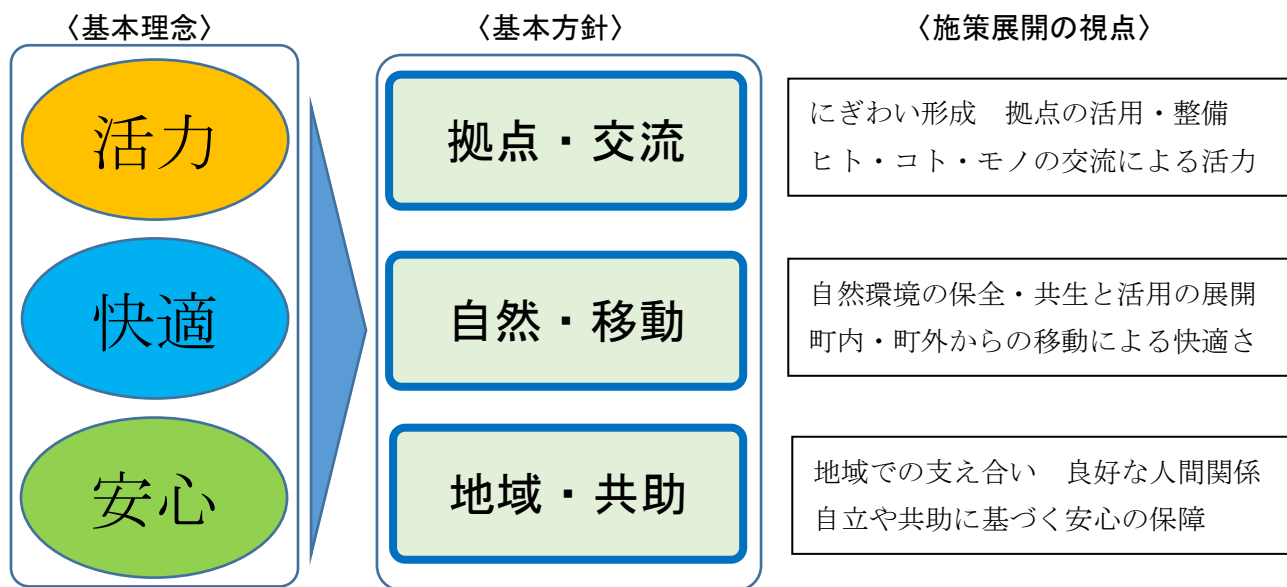 〈基本理念〉
〈基本方針〉
〈施策展開の視点〉
活力
拠点・交流
にぎわい形成　拠点の活用・整備
ヒト・コト・モノの交流による活力
快適
自然・移動
自然環境の保全・共生と活用の展開
町内・町外からの移動による快適さ
安心
地域・共助
地域での支え合い　良好な人間関係
自立や共助に基づく安心の保障